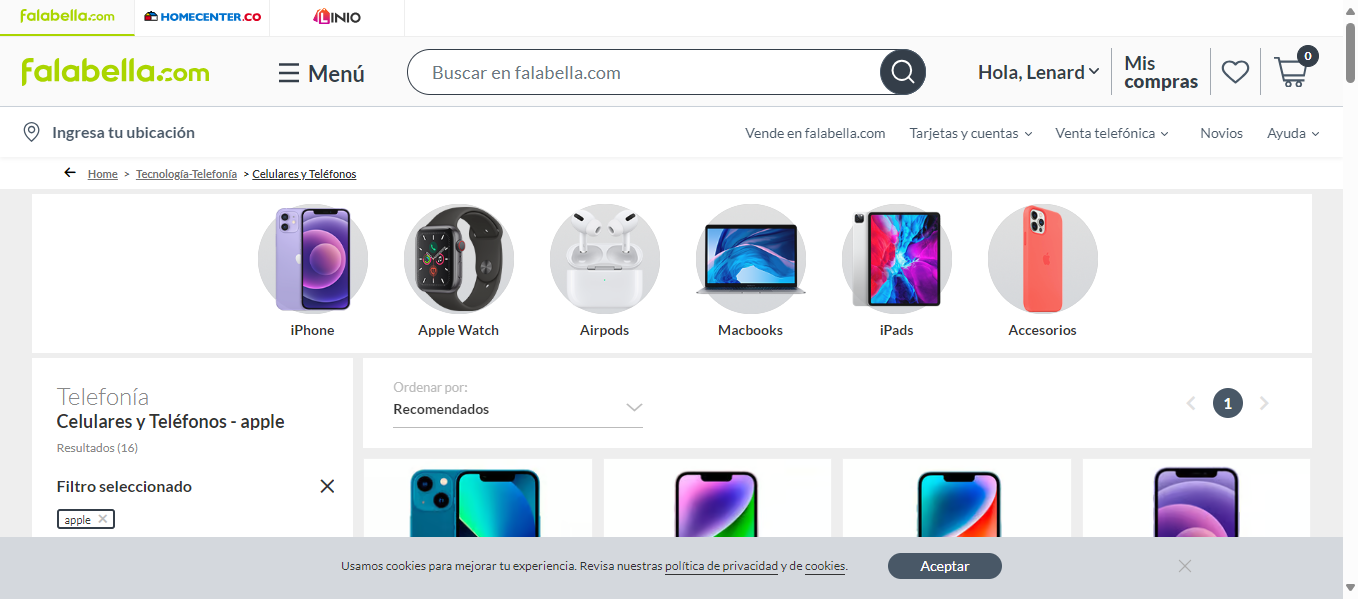 falabella.com
HOMECENTER.CO
LINIO
falabella.com
Menú
Buscar en falabella.com
Hola, Lenard
Mis
compras
0
Ingresa tu ubicación
Vende en falabella.com
Tarjetas y cuentas
Venta telefónica
Novios
Ayuda
Home > Tecnología-Telefonía > Celulares y Teléfonos
iPhone
Apple Watch
Airpods
Macbooks
iPads
Accesorios
Telefonía
Celulares y Teléfonos - apple
Resultados (16)
Filtro seleccionado
apple
Ordenar por:
Recomendados
1
Usamos cookies para mejorar tu experiencia. Revisa nuestras política de privacidad y de cookies.
Aceptar